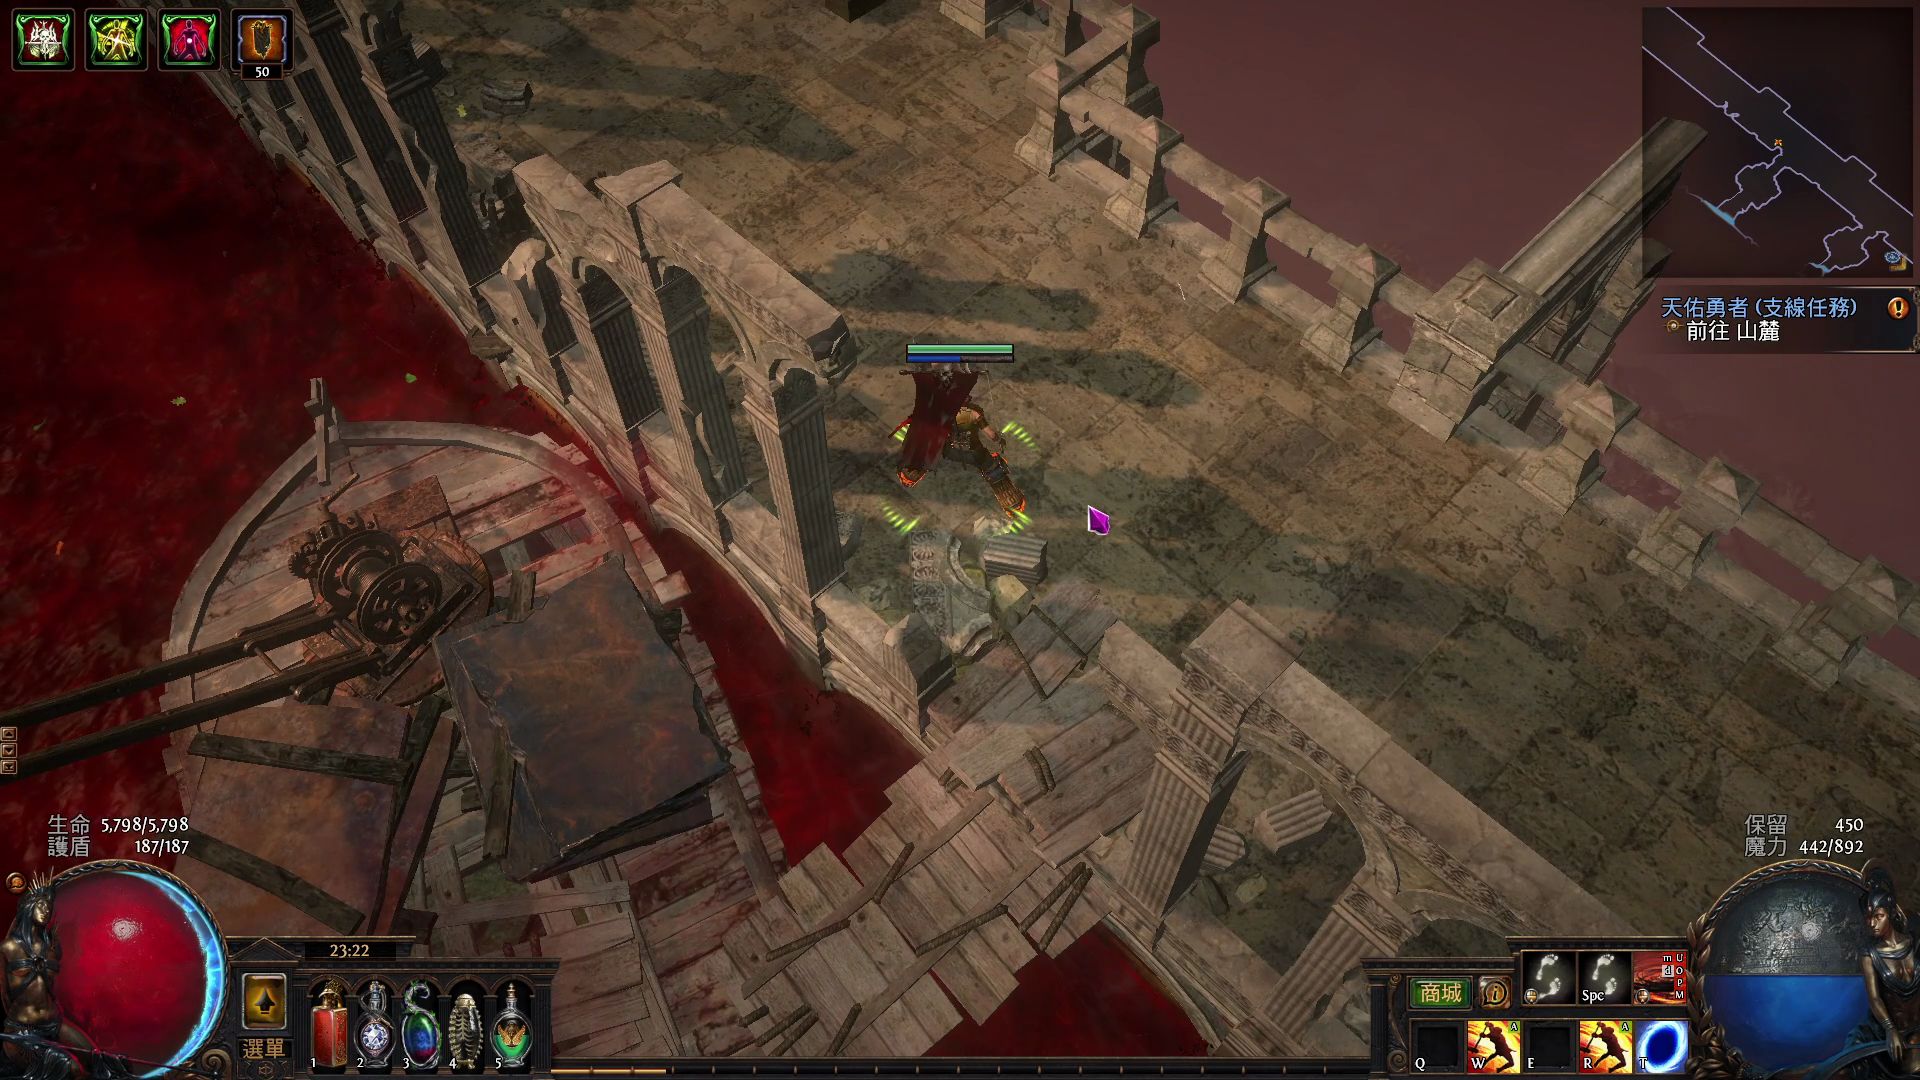 50
天佑勇者 (支線任務)
前往 山麓
生命 5,798/5,798
護盾 187/187
保留 450
魔力 442/892
23:22
選單
1
2
3
4
5
商城
Spc
m U
d O
P
M
Q
W A
E
R A
T